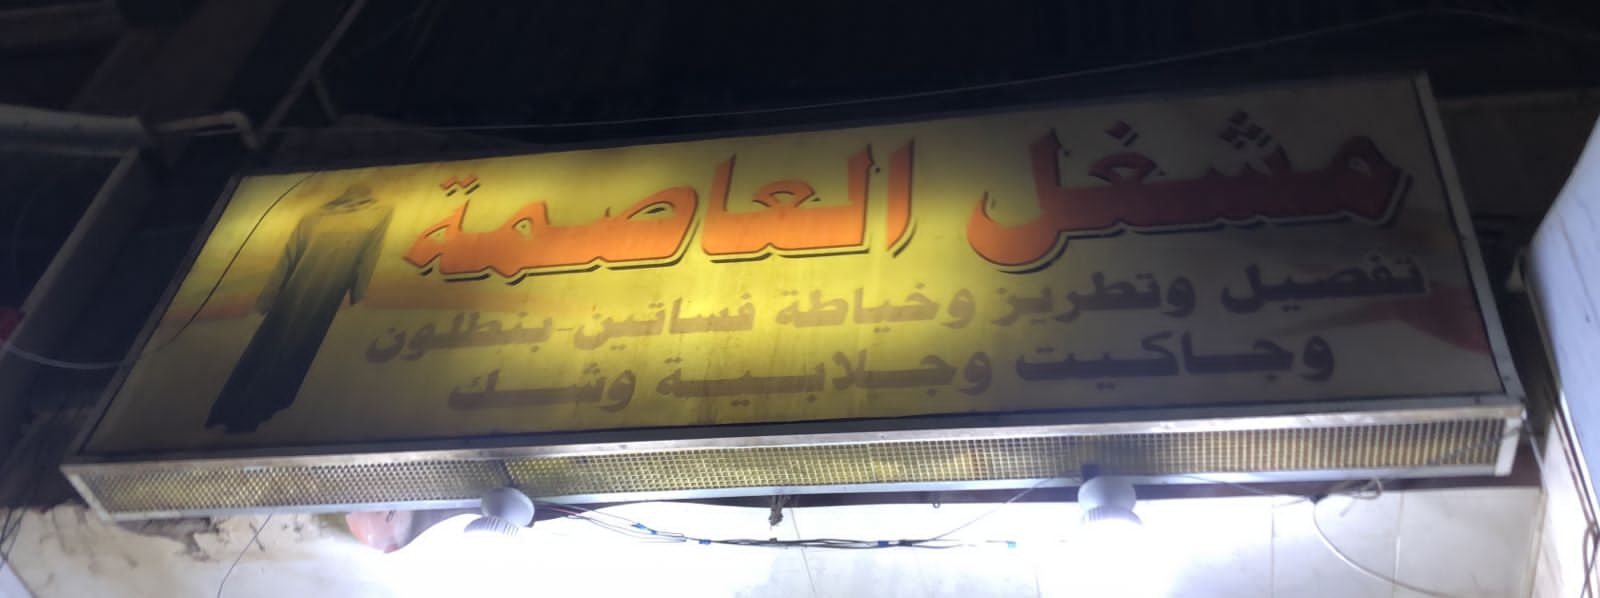 مشغل العاصمة
تفصيل وتطريز وخياطة فساتين-بنطلون
وجاكيت وجلابية وشك